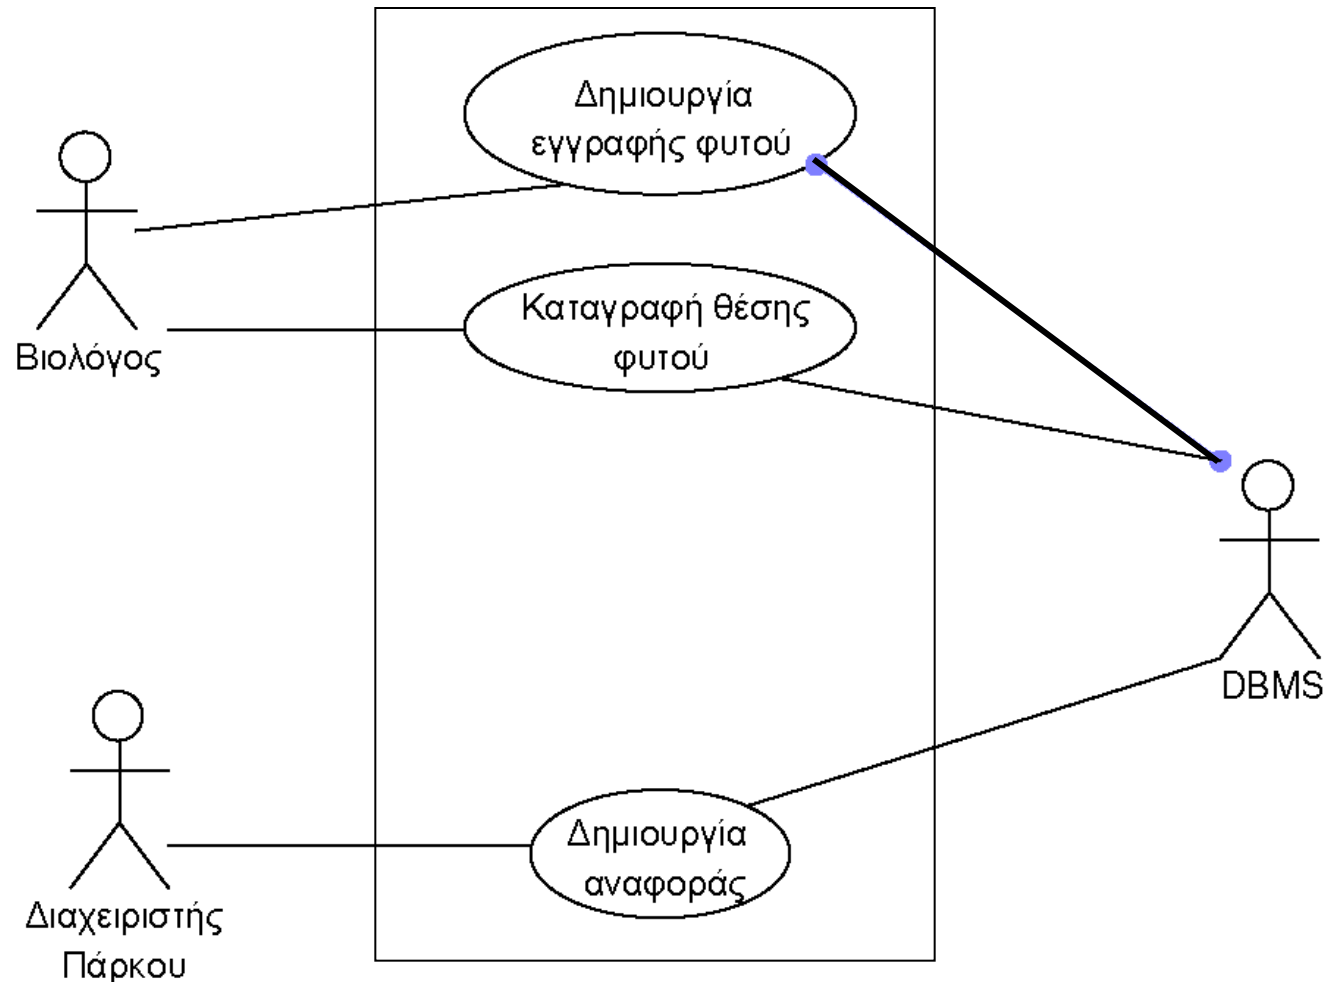 Δημιουργία
εγγραφής φυτού
Καταγραφή θέσης
φυτού
Βιολόγος
DBMS
Δημιουργία
αναφοράς
Διαχειριστής
Πάρκου